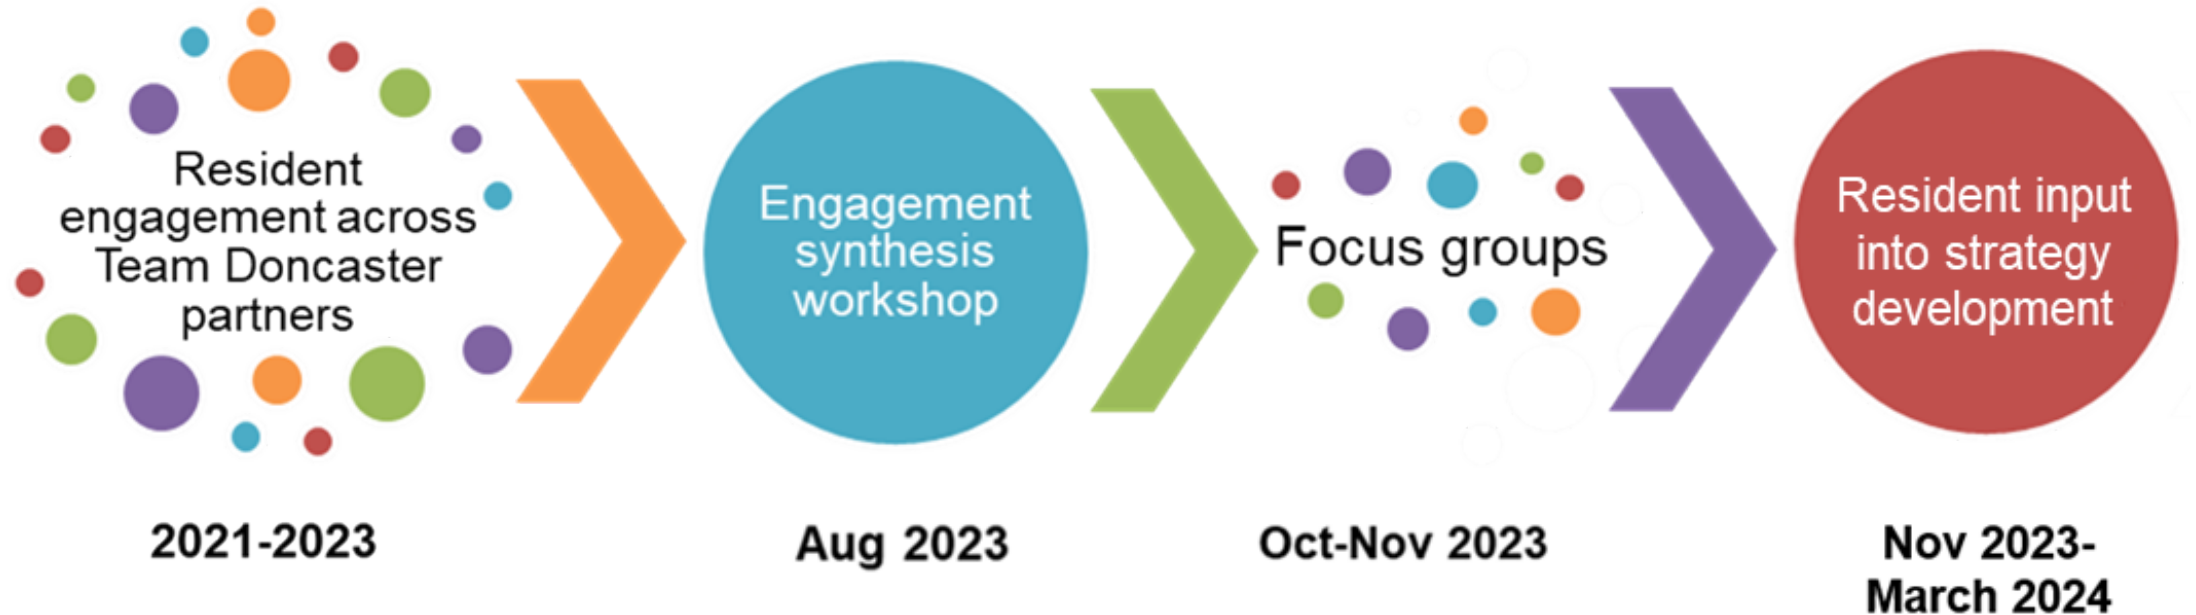 Resident
engagement across
Team Doncaster
partners
2021-2023
Engagement
synthesis
workshop
Aug 2023
Focus groups
Oct-Nov 2023
Resident input
into strategy
development
Nov 2023-
March 2024